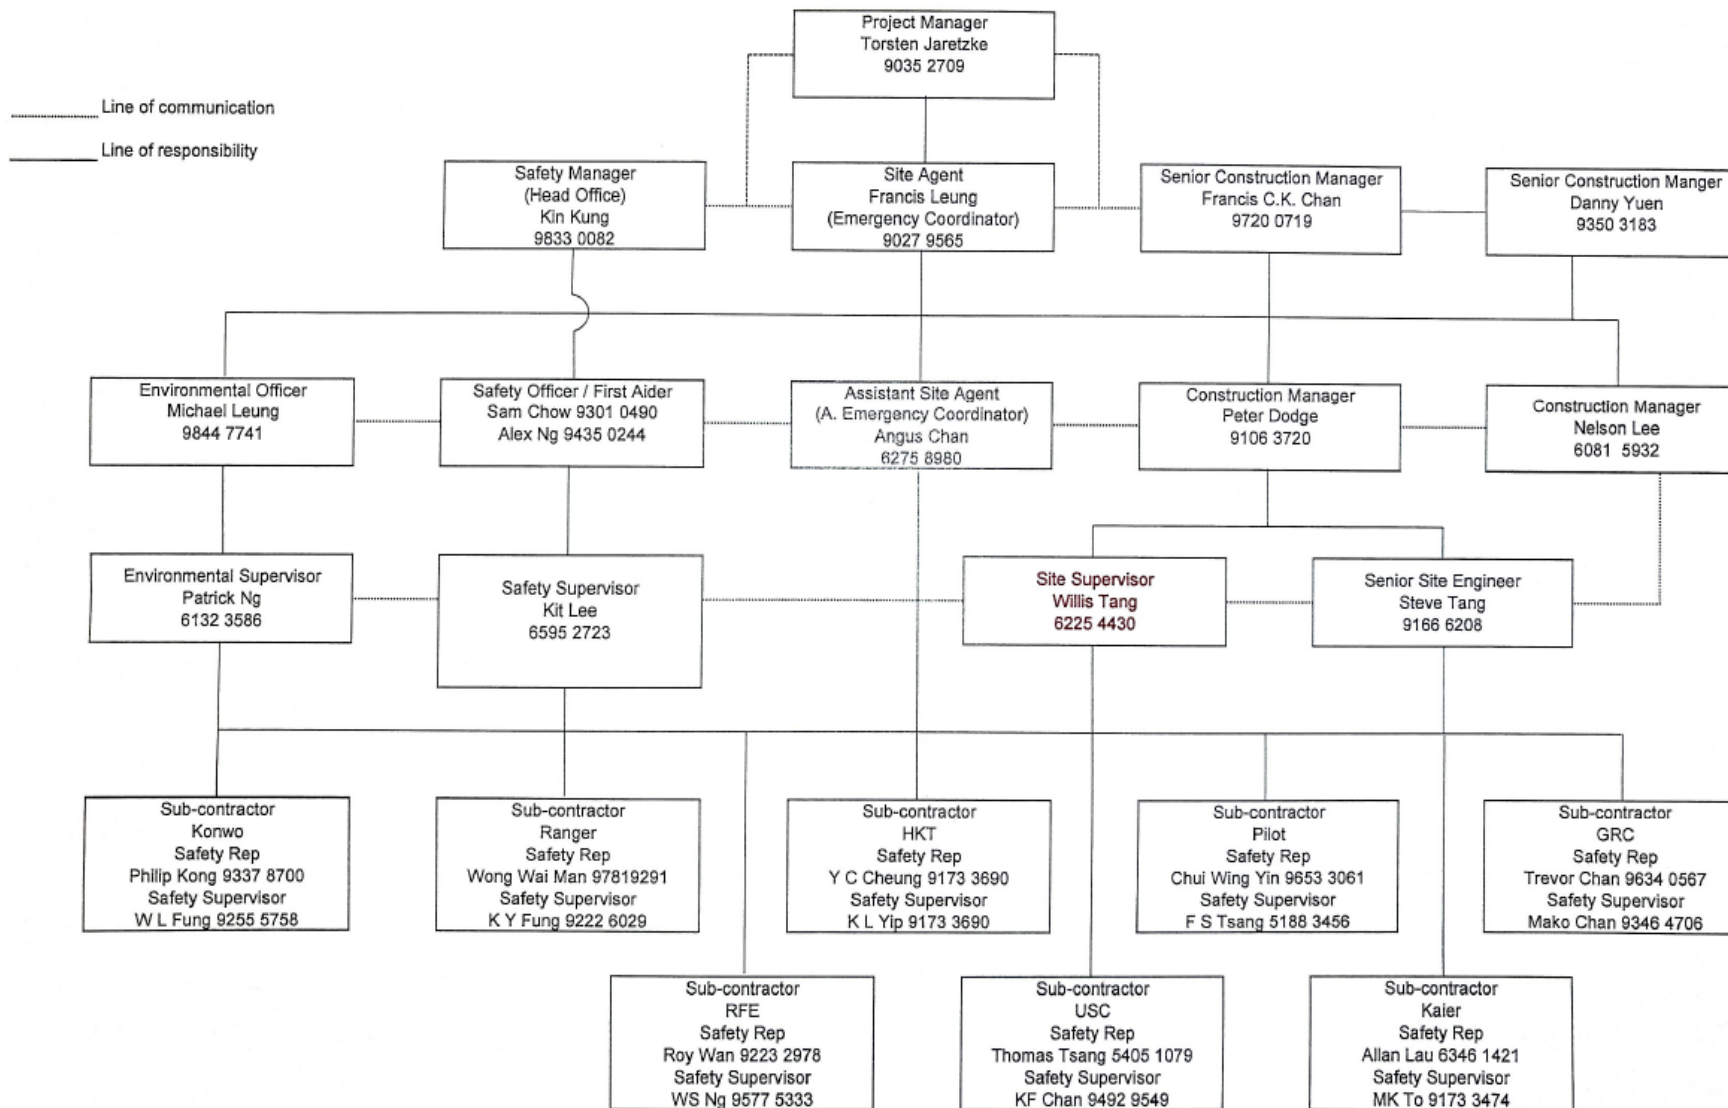 Project Manager
Torsten Jaretzke
9035 2709
Line of communication
Line of responsibility
Safety Manager
(Head Office)
Kin Kung
9833 0082
Site Agent
Francis Leung
(Emergency Coordinator)
9027 9565
Senior Construction Manager
Francis C.K. Chan
9720 0719
Senior Construction Manger
Danny Yuen
9350 3183
Environmental Officer
Michael Leung
9844 7741
Safety Officer / First Aider
Sam Chow 9301 0490
Alex Ng 9435 0244
Assistant Site Agent
(A. Emergency Coordinator)
Angus Chan
6275 8980
Construction Manager
Peter Dodge
9106 3720
Construction Manager
Nelson Lee
6081 5932
Environmental Supervisor
Patrick Ng
6132 3586
Safety Supervisor
Kit Lee
6595 2723
Site Supervisor
Willis Tang
6225 4430
Senior Site Engineer
Steve Tang
9166 6208
Sub-contractor
Konwo
Safety Rep
Philip Kong 9337 8700
Safety Supervisor
W L Fung 9255 5758
Sub-contractor
Ranger
Safety Rep
Wong Wai Man 97819291
Safety Supervisor
K Y Fung 9222 6029
Sub-contractor
HKT
Safety Rep
Y C Cheung 9173 3690
Safety Supervisor
K L Yip 9173 3690
Sub-contractor
Pilot
Safety Rep
Chui Wing Yin 9653 3061
Safety Supervisor
F S Tsang 5188 3456
Sub-contractor
GRC
Safety Rep
Trevor Chan 9634 0567
Safety Supervisor
Mako Chan 9346 4706
Sub-contractor
RFE
Safety Rep
Roy Wan 9223 2978
Safety Supervisor
WS Ng 9577 5333
Sub-contractor
USC
Safety Rep
Thomas Tsang 5405 1079
Safety Supervisor
KF Chan 9492 9549
Sub-contractor
Kaier
Safety Rep
Allan Lau 6346 1421
Safety Supervisor
MK To 9173 3474